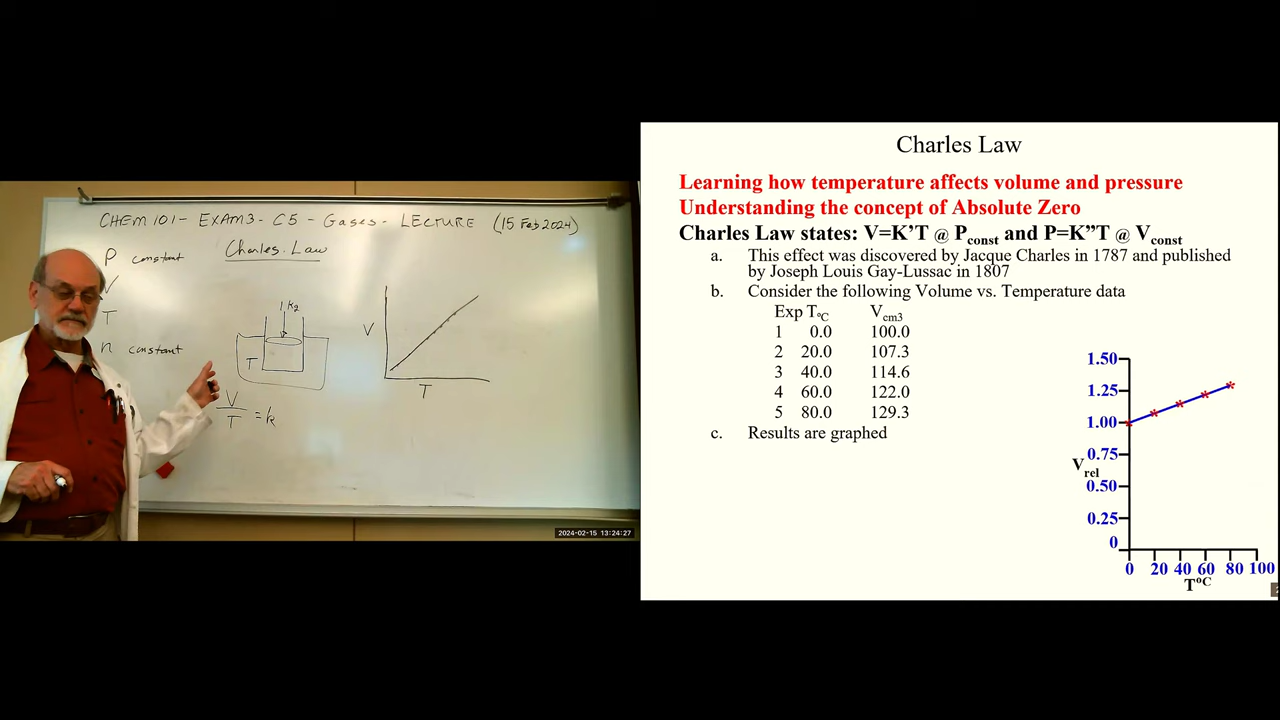 CHEM 101- EXAM3- C5 - Gases- LECTURE (15 Feb 2024)
Charles. Law
P constant
V
T
n constant
k2
T
V
T
V
T
=k
2024-02-15 13:24:27
Charles Law
Learning how temperature affects volume and pressure
Understanding the concept of Absolute Zero
Charles Law states: V=K’T @ Pconst and P=K”T @ Vconst
a. This effect was discovered by Jacque Charles in 1787 and published
by Joseph Louis Gay-Lussac in 1807
b. Consider the following Volume vs. Temperature data
Exp T°C Vcm3
1 0.0 100.0
2 20.0 107.3
3 40.0 114.6
4 60.0 122.0
5 80.0 129.3
c. Results are graphed
1.50
1.25
1.00
0.75
Vrel
0.50
0.25
0
0 20 40 60 80 100
T°C